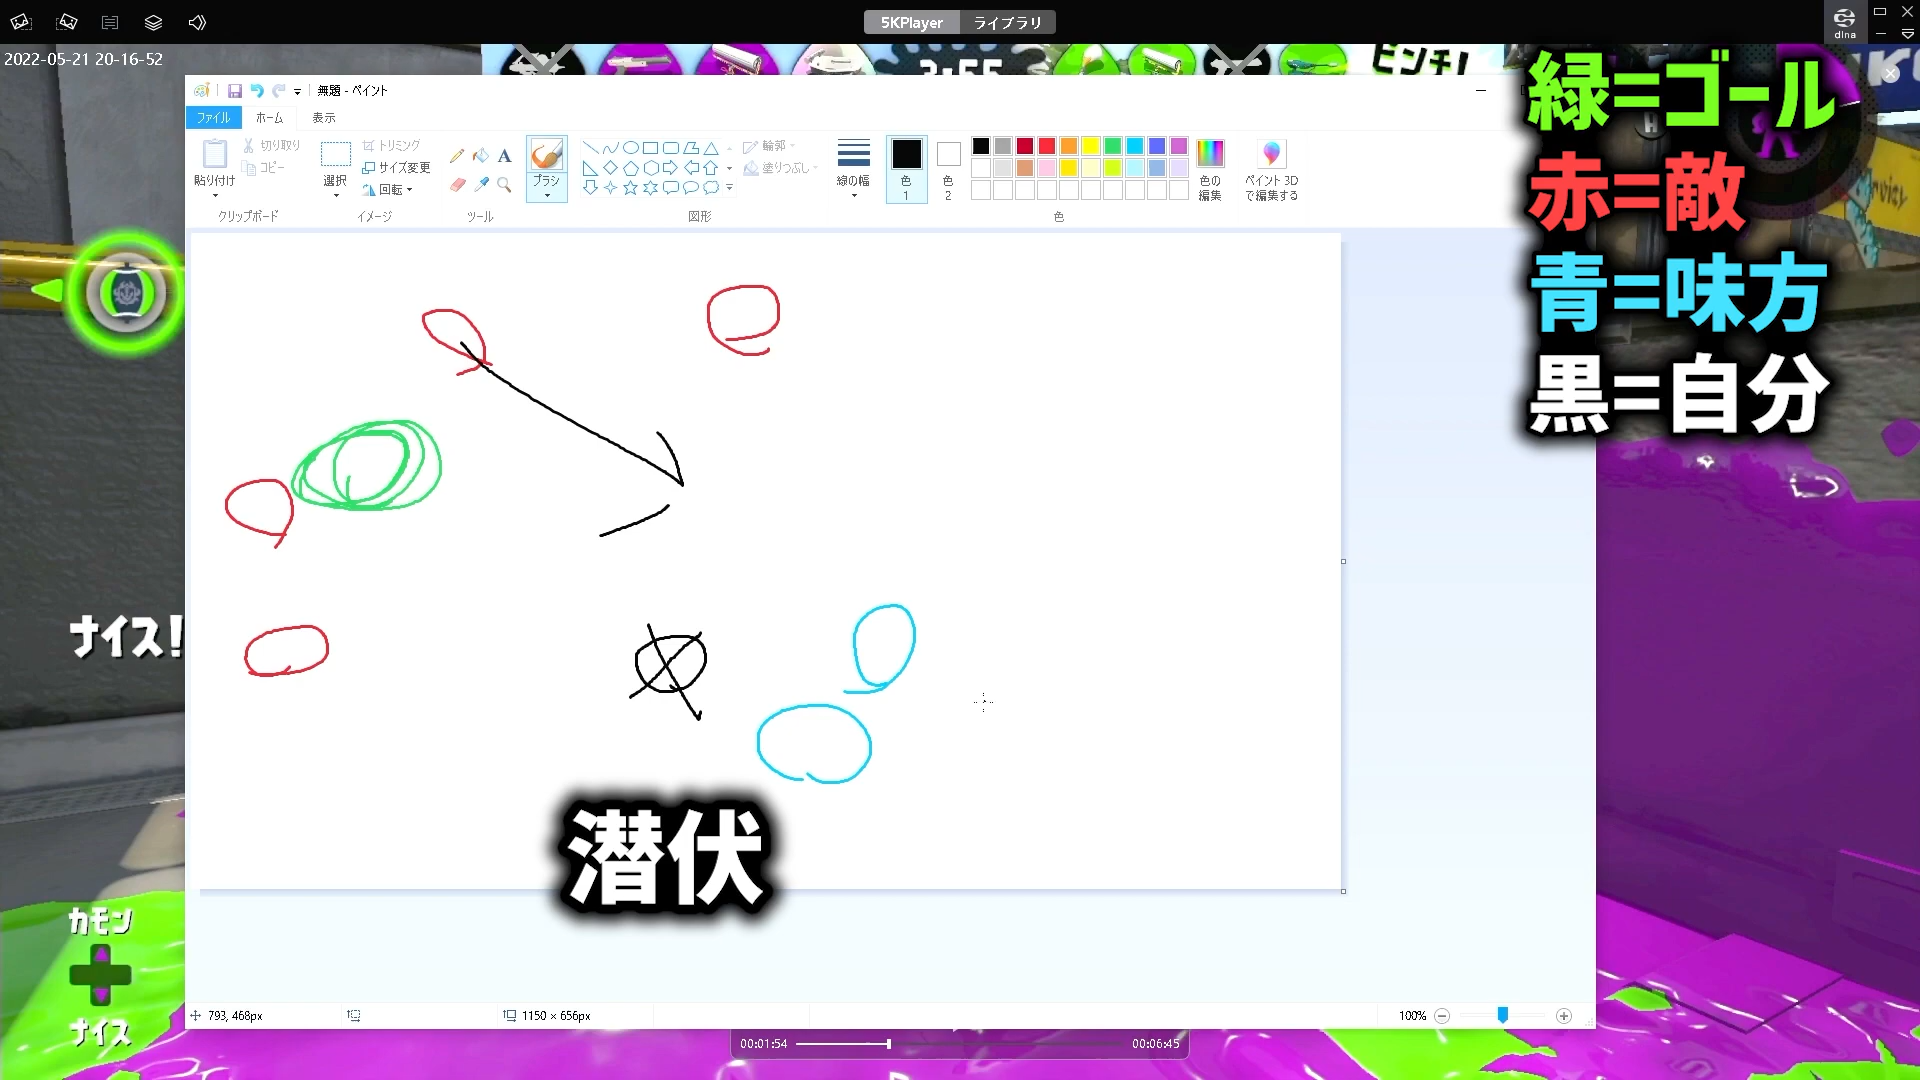 5KPlayer ライブラリ
dlna
2022-05-21 20-16-52
3:55
ピンチ!
無題 - ペイント
ファイル ホーム 表示
貼り付け
切り取り
コピー
クリップボード
選択
トリミング
サイズ変更
回転
イメージ
A
ツール
ブラシ
輪郭
塗りつぶし
図形
線の幅
色
1
色
2
色の
編集
色
ペイント 3D
で編集する
緑=ゴール
赤=敵
青=味方
黒=自分
ナイス!
潜伏
カモン
ナイス
793, 468px
1150 × 656px
100%
00:01:54
00:06:45